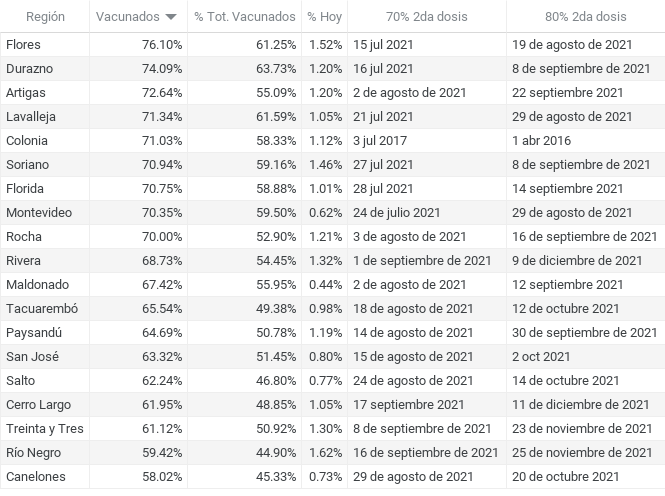 Región Vacunados % Tot. Vacunados % Hoy 70% 2da dosis 80% 2da dosis
Flores 76.10% 61.25% 1.52% 15 jul 2021 19 de agosto de 2021
Durazno 74.09% 63.73% 1.20% 16 jul 2021 8 de septiembre de 2021
Artigas 72.64% 55.09% 1.20% 2 de agosto de 2021 22 septiembre 2021
Lavalleja 71.34% 61.59% 1.05% 21 jul 2021 29 de agosto de 2021
Colonia 71.03% 58.33% 1.12% 3 jul 2017 1 abr 2016
Soriano 70.94% 59.16% 1.46% 27 jul 2021 8 de septiembre de 2021
Florida 70.75% 58.88% 1.01% 28 jul 2021 14 septiembre 2021
Montevideo 70.35% 59.50% 0.62% 24 de julio 2021 29 de agosto de 2021
Rocha 70.00% 52.90% 1.21% 3 de agosto de 2021 16 de septiembre de 2021
Rivera 68.73% 54.45% 1.32% 1 de septiembre de 2021 9 de diciembre de 2021
Maldonado 67.42% 55.95% 0.44% 2 de agosto de 2021 12 septiembre 2021
Tacuarembó 65.54% 49.38% 0.98% 18 de agosto de 2021 12 de octubre 2021
Paysandú 64.69% 50.78% 1.19% 14 de agosto de 2021 30 de septiembre de 2021
San José 63.32% 51.45% 0.80% 15 de agosto de 2021 2 oct 2021
Salto 62.24% 46.80% 0.77% 24 de agosto de 2021 14 de octubre 2021
Cerro Largo 61.95% 48.85% 1.05% 17 septiembre 2021 11 de diciembre de 2021
Treinta y Tres 61.12% 50.92% 1.30% 8 de septiembre de 2021 23 de noviembre de 2021
Río Negro 59.42% 44.90% 1.62% 16 de septiembre de 2021 25 de noviembre de 2021
Canelones 58.02% 45.33% 0.73% 29 de agosto de 2021 20 de octubre de 2021